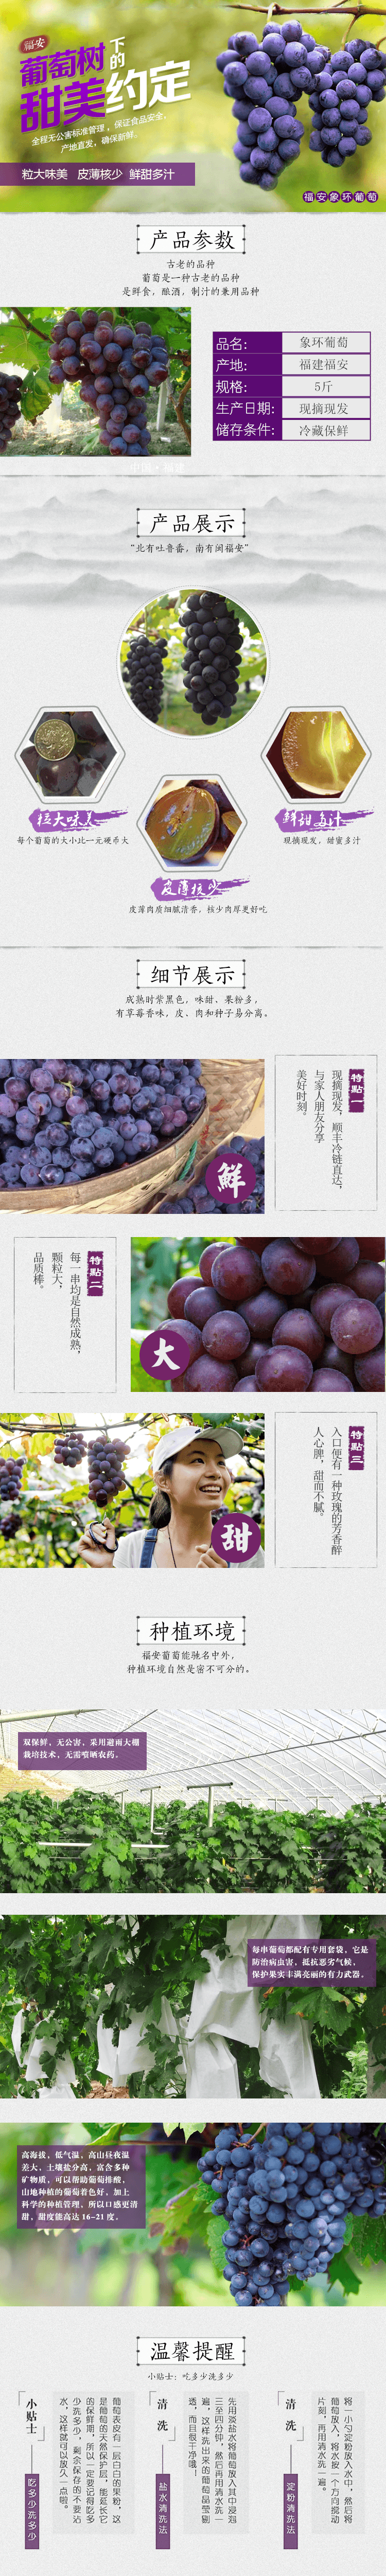 福安
葡萄树下的
甜美约定
全程无公害标准管理，保证食品安全。
产地直发，确保新鲜。
粒大味美 皮薄核少 鲜甜多汁
福安象环葡萄
产品参数
古老的品种
葡萄是一种古老的品种
是鲜食，酿酒，制汁的兼用品种
品名: 象环葡萄
产地: 福建福安
规格: 5斤
生产日期: 现摘现发
储存条件: 冷藏保鲜
中国·福建
产品展示
“北有吐鲁番，南有闽福安”
粒大味美
每个葡萄的大小比一元硬币大
鲜甜多汁
现摘现发，甜蜜多汁
皮薄核少
皮薄肉质细腻清香，核少肉厚更好吃
细节展示
成熟时紫黑色，味甜、果粉多，
有草莓香味，皮、肉和种子易分离。
特點一
现摘现发，顺丰冷链直达，
与家人朋友分享
美好时刻。
鮮
特點二
每一串均是自然成熟，
颗粒大，
品质棒。
大
特點三
入口便有一种玫瑰的芳香醉
人心脾，甜而不腻。
甜
种植环境
福安葡萄能驰名中外，
种植环境自然是密不可分的。
双保鲜，无公害，采用避雨大棚
栽培技术，无需喷晒农药。
每串葡萄都配有专用套袋，它是
防治病虫害，抵抗恶劣气候，
保护果实丰满亮丽的有力武器。
高海拔，低气温，高山昼夜温
差大，土壤盐分高，富含多种
矿物质，可以帮助葡萄排酸，
山地种植的葡萄着色好，加上
科学的种植管理，所以口感更清
甜，甜度能高达 16-21 度。
温馨提醒
小贴士：吃多少洗多少
小贴士
吃多少洗多少
葡萄表皮有一层白白的果粉，这
是葡萄的天然保护层，能延长它
的保鲜期，所以一定要记得吃多
少洗多少，剩余保存的不要沾
水，这样就可以放久一点啦。
清 洗
盐水清洗法
先用淡盐水将葡萄放入其中浸泡
三至四分钟，然后再用清水洗一
遍，这样洗出来的葡萄晶莹剔
透，而且很干净哦！
清 洗
淀粉清洗法
将一小勺淀粉放入水中，然后将
葡萄放入，将水按一个方向搅动
片刻，再用清水洗一遍。